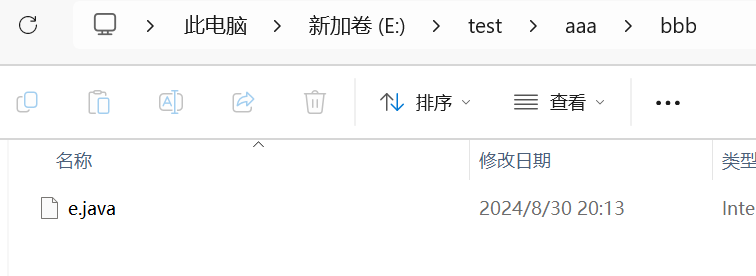 此电脑 > 新加卷 (E:) > test > aaa > bbb
排序 查看 •••
名称 修改日期 类型
e.java 2024/8/30 20:13 Inte